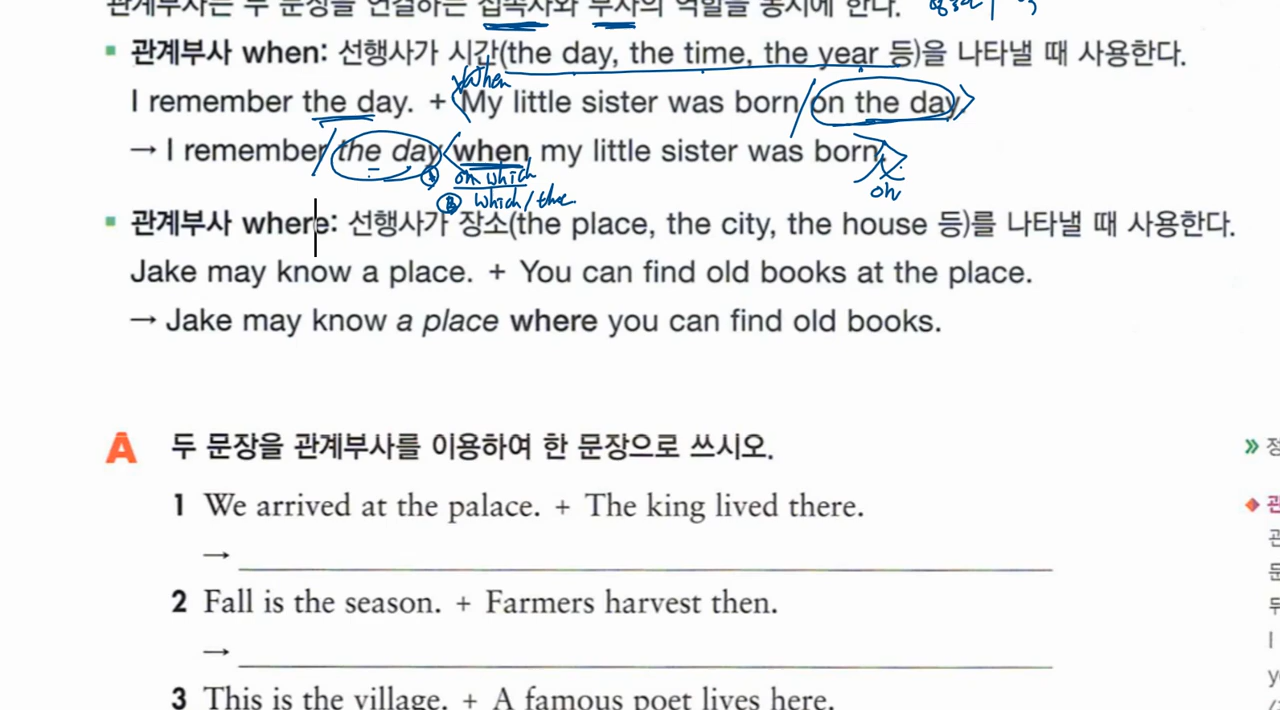 관계부사는 두 문장을 연결하는 접속사와 부사의 역할을 동시에 한다.
관계부사 when: 선행사가 시간(the day, the time, the year 등)을 나타낼 때 사용한다.
when
I remember the day. + My little sister was born on the day
→ I remember the day when my little sister was born.
① on which
on
② which/that
관계부사 where: 선행사가 장소(the place, the city, the house 등)를 나타낼 때 사용한다.
Jake may know a place. + You can find old books at the place.
→ Jake may know a place where you can find old books.
A 두 문장을 관계부사를 이용하여 한 문장으로 쓰시오.
» 정
1 We arrived at the palace. + The king lived there.
→
2 Fall is the season. + Farmers harvest then.
→
3 This is the village. + A famous poet lives here.